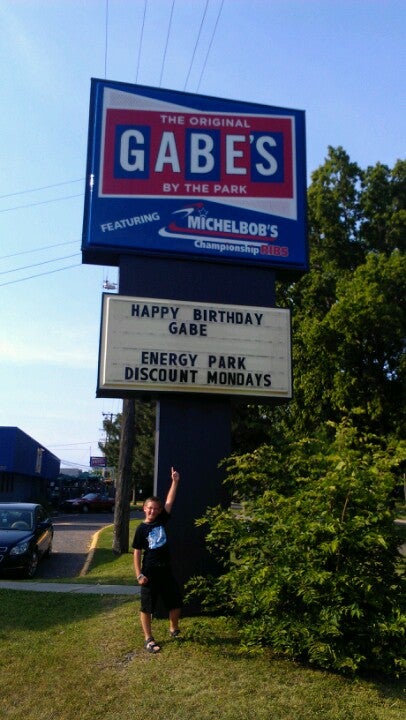 THE ORIGINAL
GABE'S
BY THE PARK
FEATURING
MICHELBOB'S
Championship RIBS
HAPPY BIRTHDAY
GABE
ENERGY PARK
DISCOUNT MONDAYS